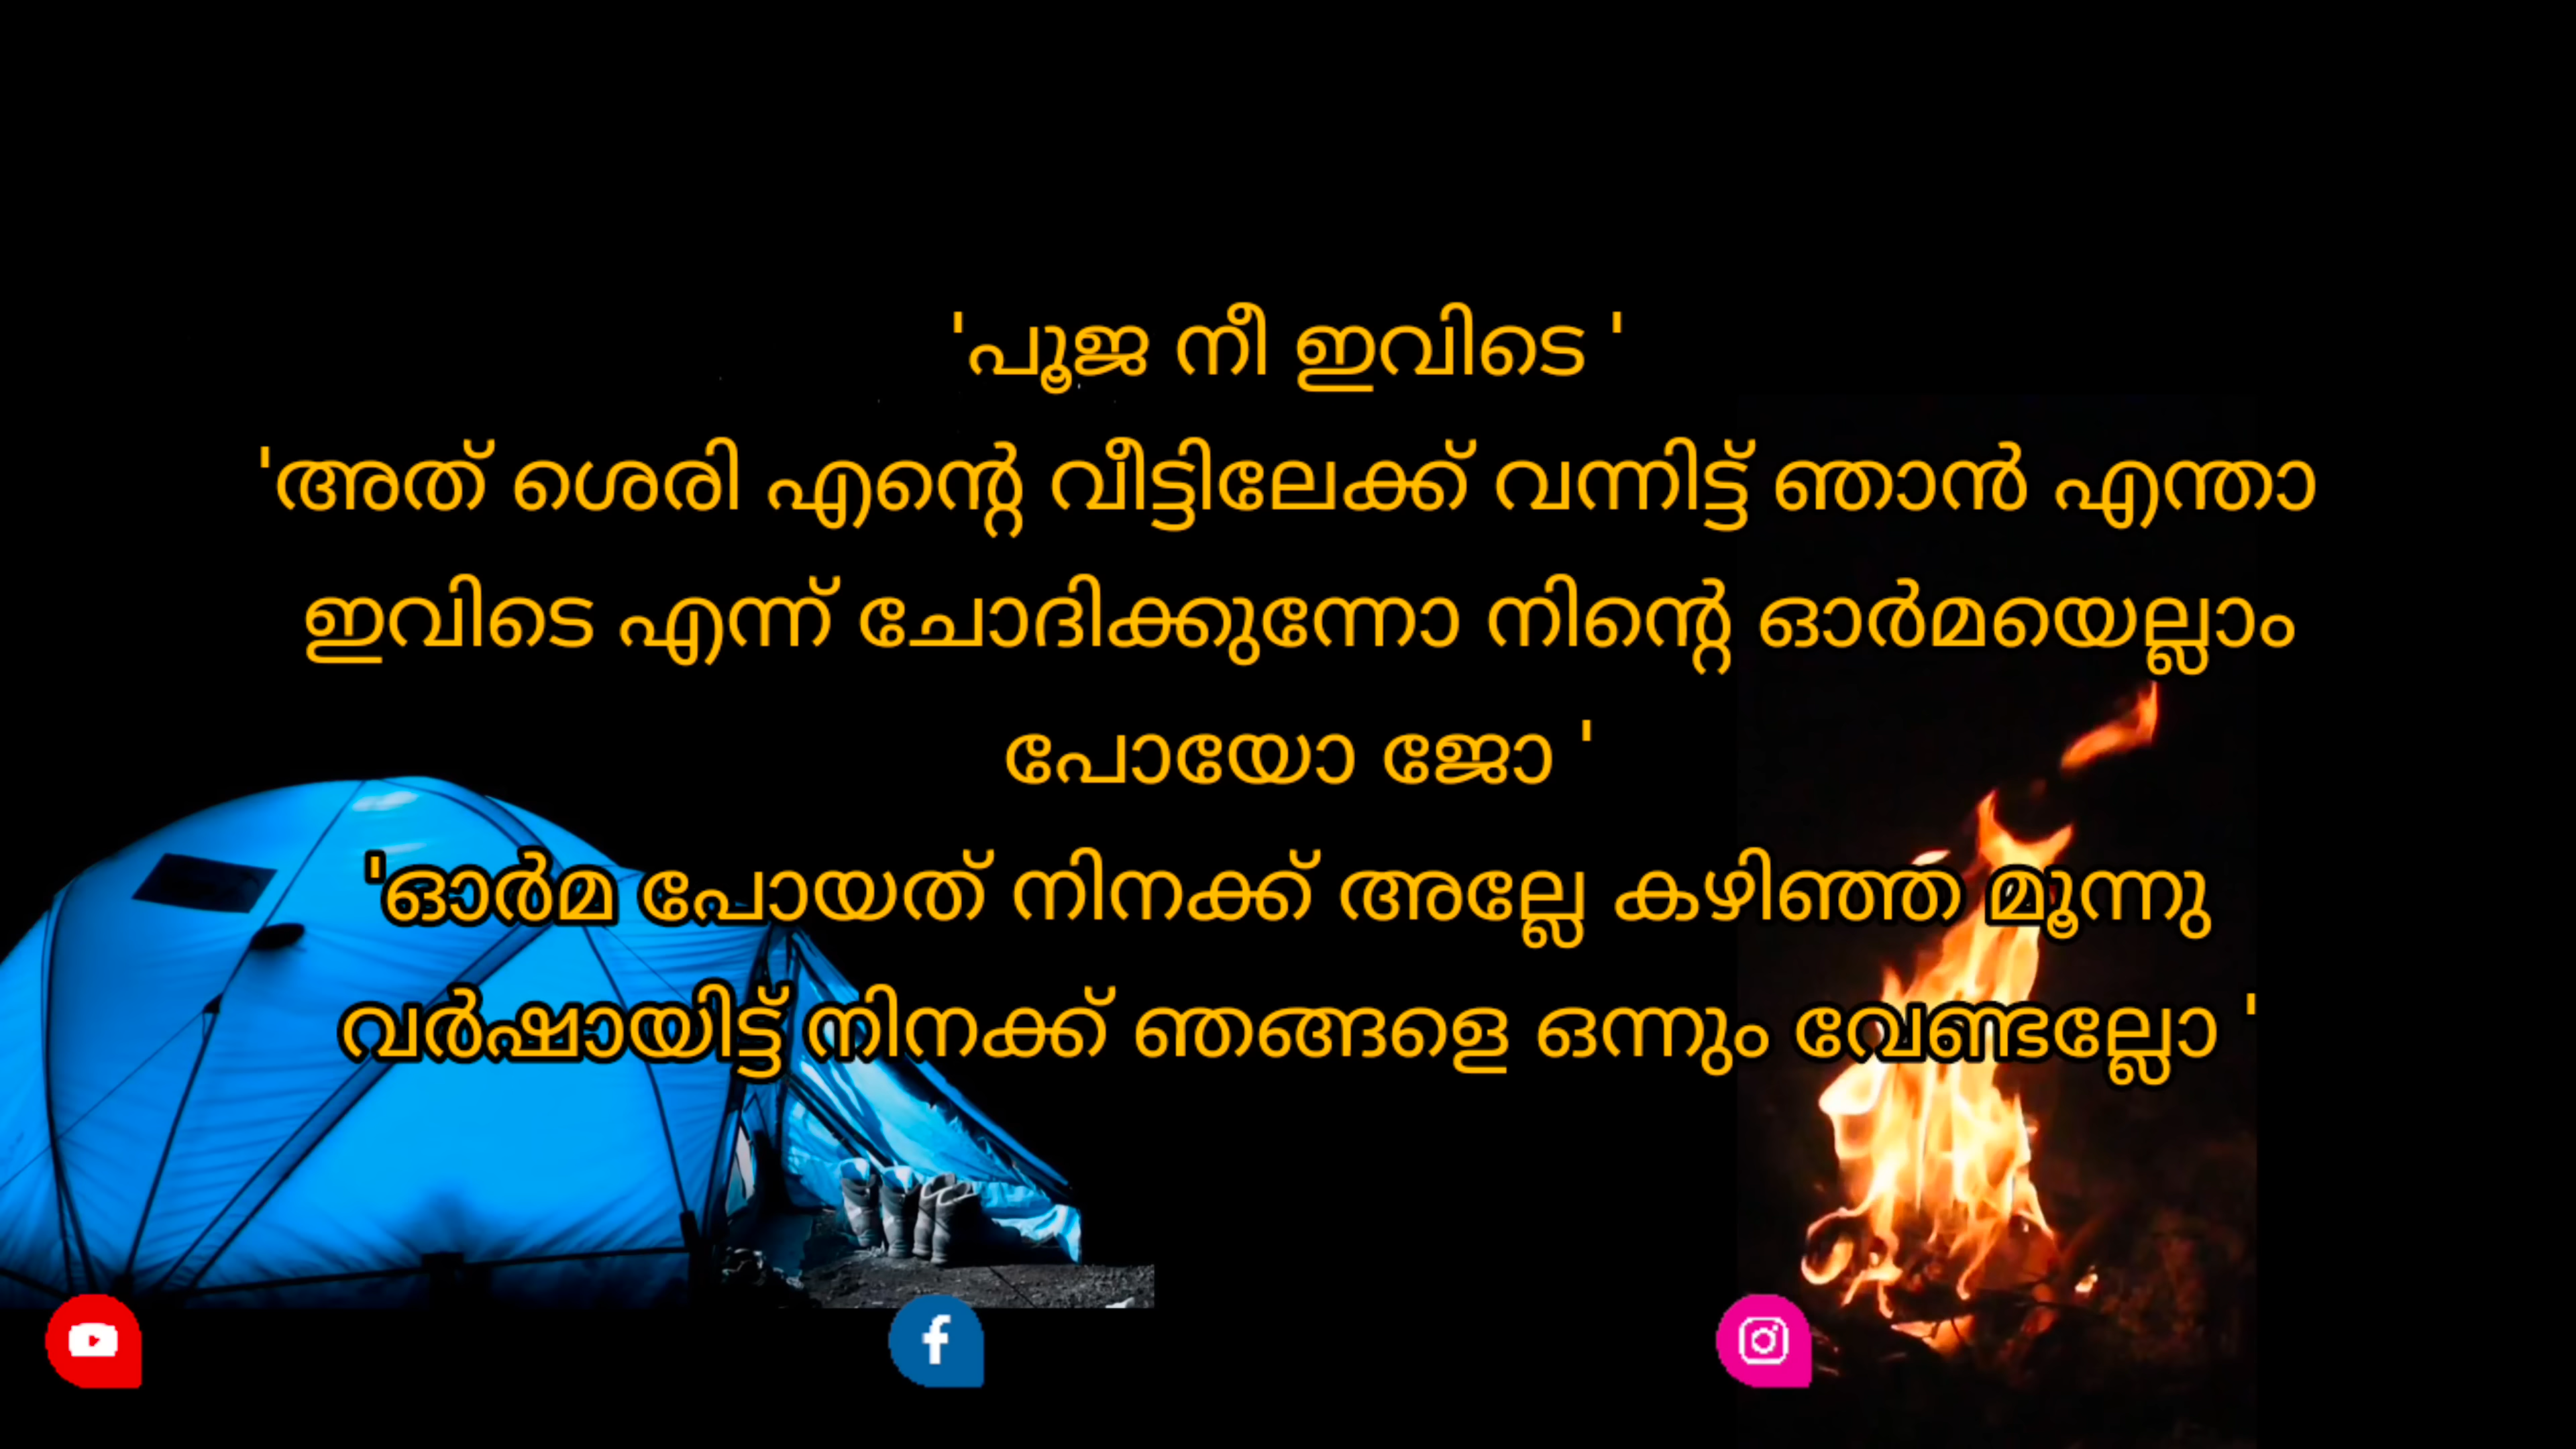 'പൂജ നീ ഇവിടെ '
'അത് ശെരി എന്റെ വീട്ടിലേക്ക് വന്നിട്ട് ഞാൻ എന്താ
ഇവിടെ എന്ന് ചോദിക്കുന്നോ നിന്റെ ഓർമയെല്ലാം
പോയോ ജോ '
'ഓർമ പോയത് നിനക്ക് അല്ലേ കഴിഞ്ഞ മൂന്നു
വർഷായിട്ട് നിനക്ക് ഞങ്ങളെ ഒന്നും വേണ്ടല്ലോ '